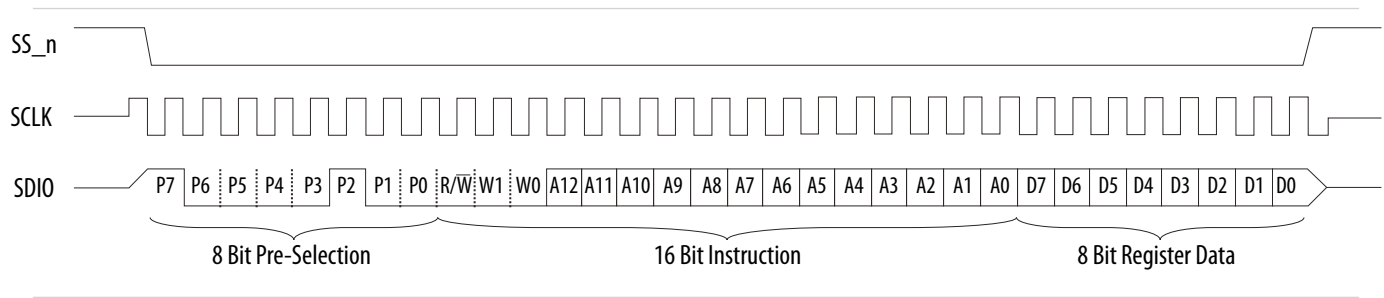 SS_n
SCLK
SDIO P7 P6 P5 P4 P3 P2 P1 P0 R/W̅ W1 W0 A12 A11 A10 A9 A8 A7 A6 A5 A4 A3 A2 A1 A0 D7 D6 D5 D4 D3 D2 D1 D0
8 Bit Pre-Selection 16 Bit Instruction 8 Bit Register Data